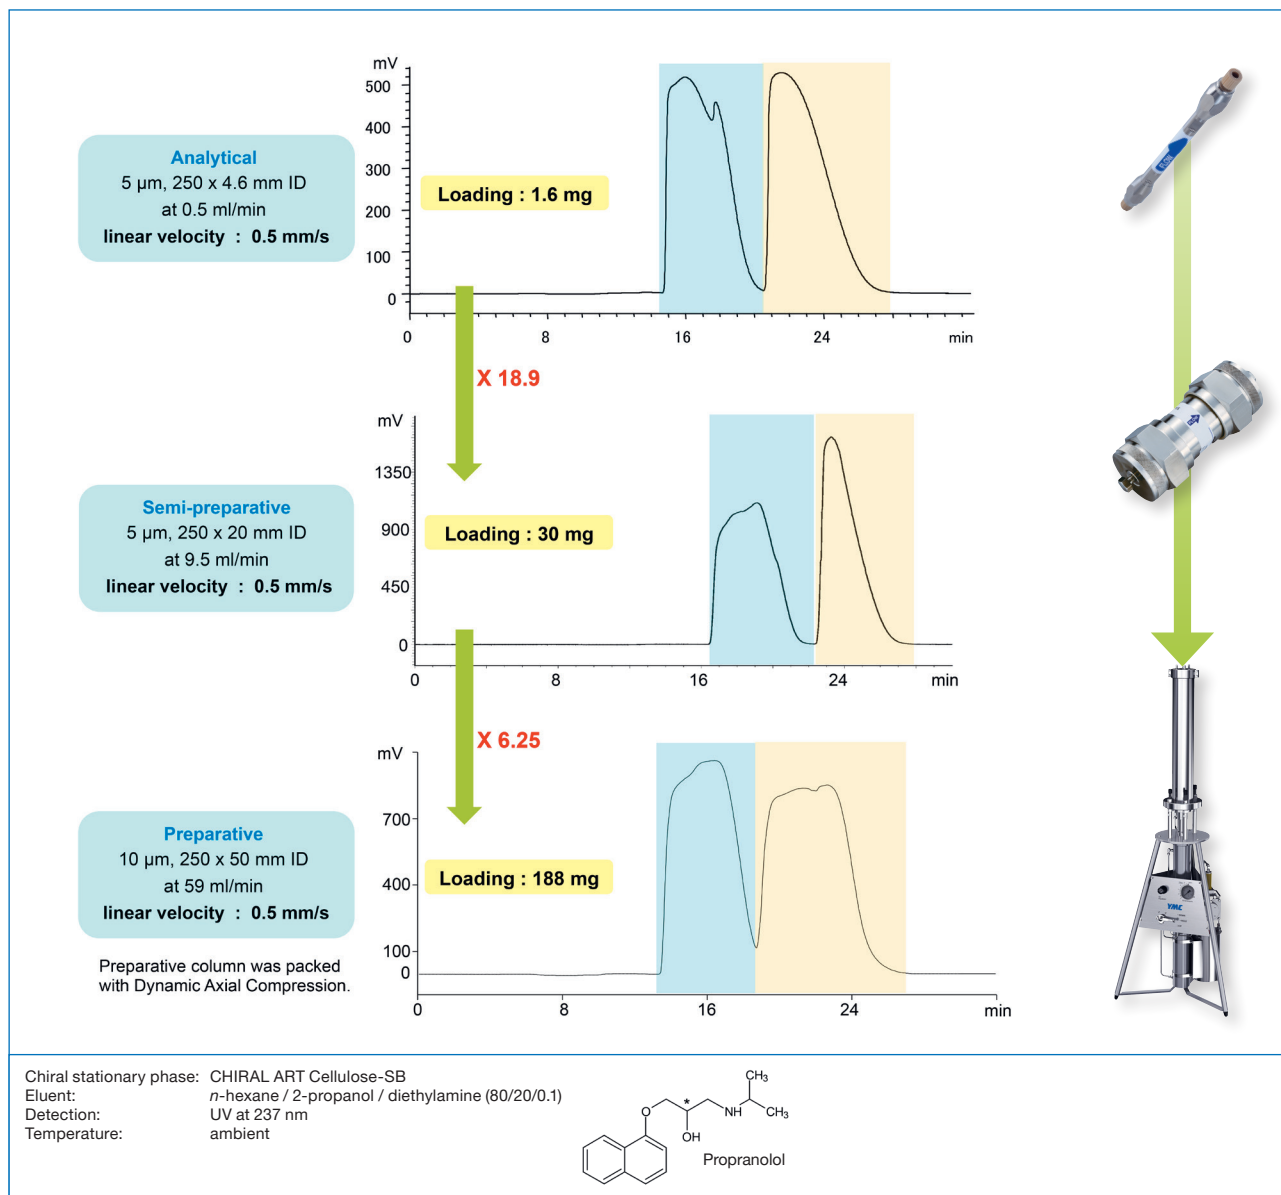 mV
500
400
300
200
100
0
0 8 16 24 min
Analytical
5 µm, 250 x 4.6 mm ID
at 0.5 ml/min
linear velocity : 0.5 mm/s
Loading : 1.6 mg
X 18.9
mV
1350
900
450
0
0 8 16 24 min
Semi-preparative
5 µm, 250 x 20 mm ID
at 9.5 ml/min
linear velocity : 0.5 mm/s
Loading : 30 mg
X 6.25
mV
700
400
100
0
0 8 16 24 min
Preparative
10 µm, 250 x 50 mm ID
at 59 ml/min
linear velocity : 0.5 mm/s
Loading : 188 mg
Preparative column was packed
with Dynamic Axial Compression.
YMC
Chiral stationary phase: CHIRAL ART Cellulose-SB
Eluent: n-hexane / 2-propanol / diethylamine (80/20/0.1)
Detection: UV at 237 nm
Temperature: ambient
CH₃
O * NH CH₃
OH
Propranolol